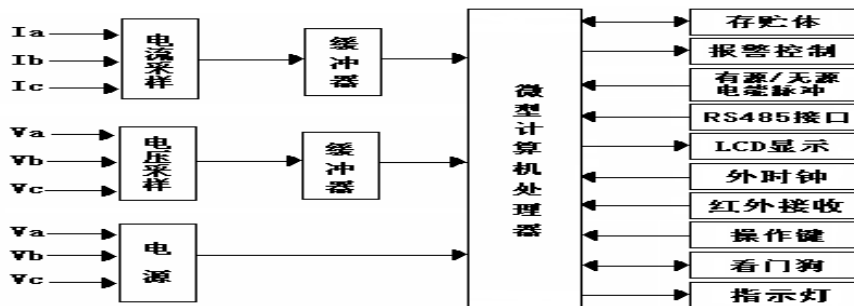 Ia
Ib
Ic
电流采样
缓冲器
Va
Vb
Vc
电压采样
缓冲器
Va
Vb
Vc
电源
微型计算机处理器
存贮体
报警控制
有源/无源
电能脉冲
RS485接口
LCD显示
外时钟
红外接收
操作键
看门狗
指示灯